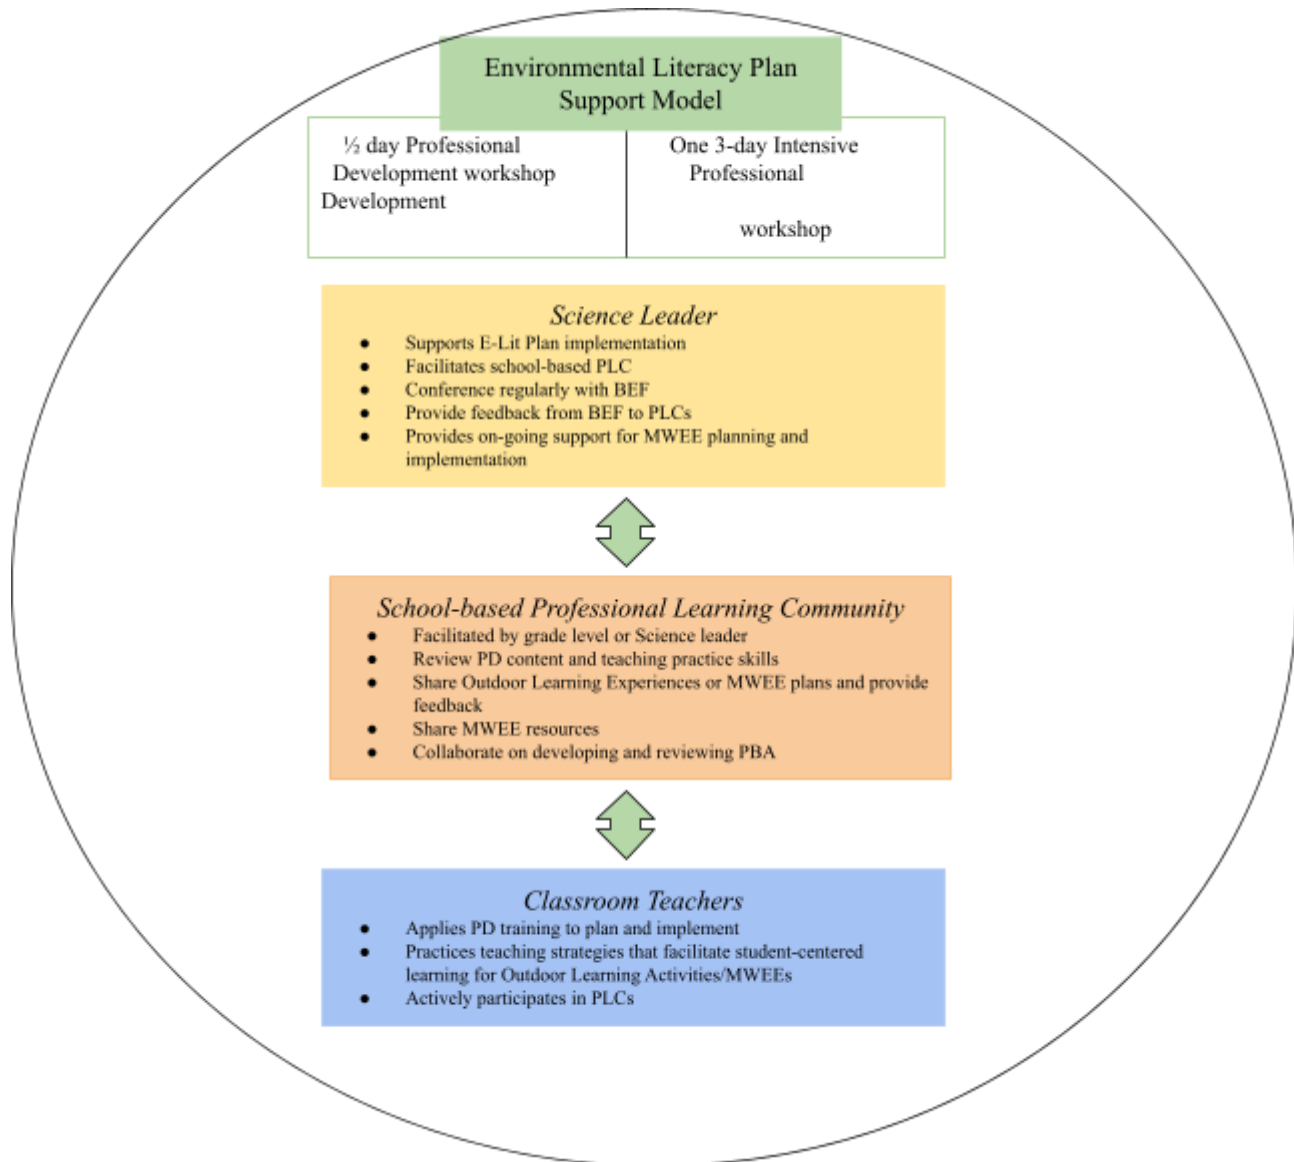 Environmental Literacy Plan
Support Model
½ day Professional
Development workshop
Development
One 3-day Intensive
Professional
workshop
Science Leader
● Supports E-Lit Plan implementation
● Facilitates school-based PLC
● Conference regularly with BEF
● Provide feedback from BEF to PLCs
● Provides on-going support for MWEE planning and
implementation
School-based Professional Learning Community
● Facilitated by grade level or Science leader
● Review PD content and teaching practice skills
● Share Outdoor Learning Experiences or MWEE plans and provide
feedback
● Share MWEE resources
● Collaborate on developing and reviewing PBA
Classroom Teachers
● Applies PD training to plan and implement
● Practices teaching strategies that facilitate student-centered
learning for Outdoor Learning Activities/MWEEs
● Actively participates in PLCs